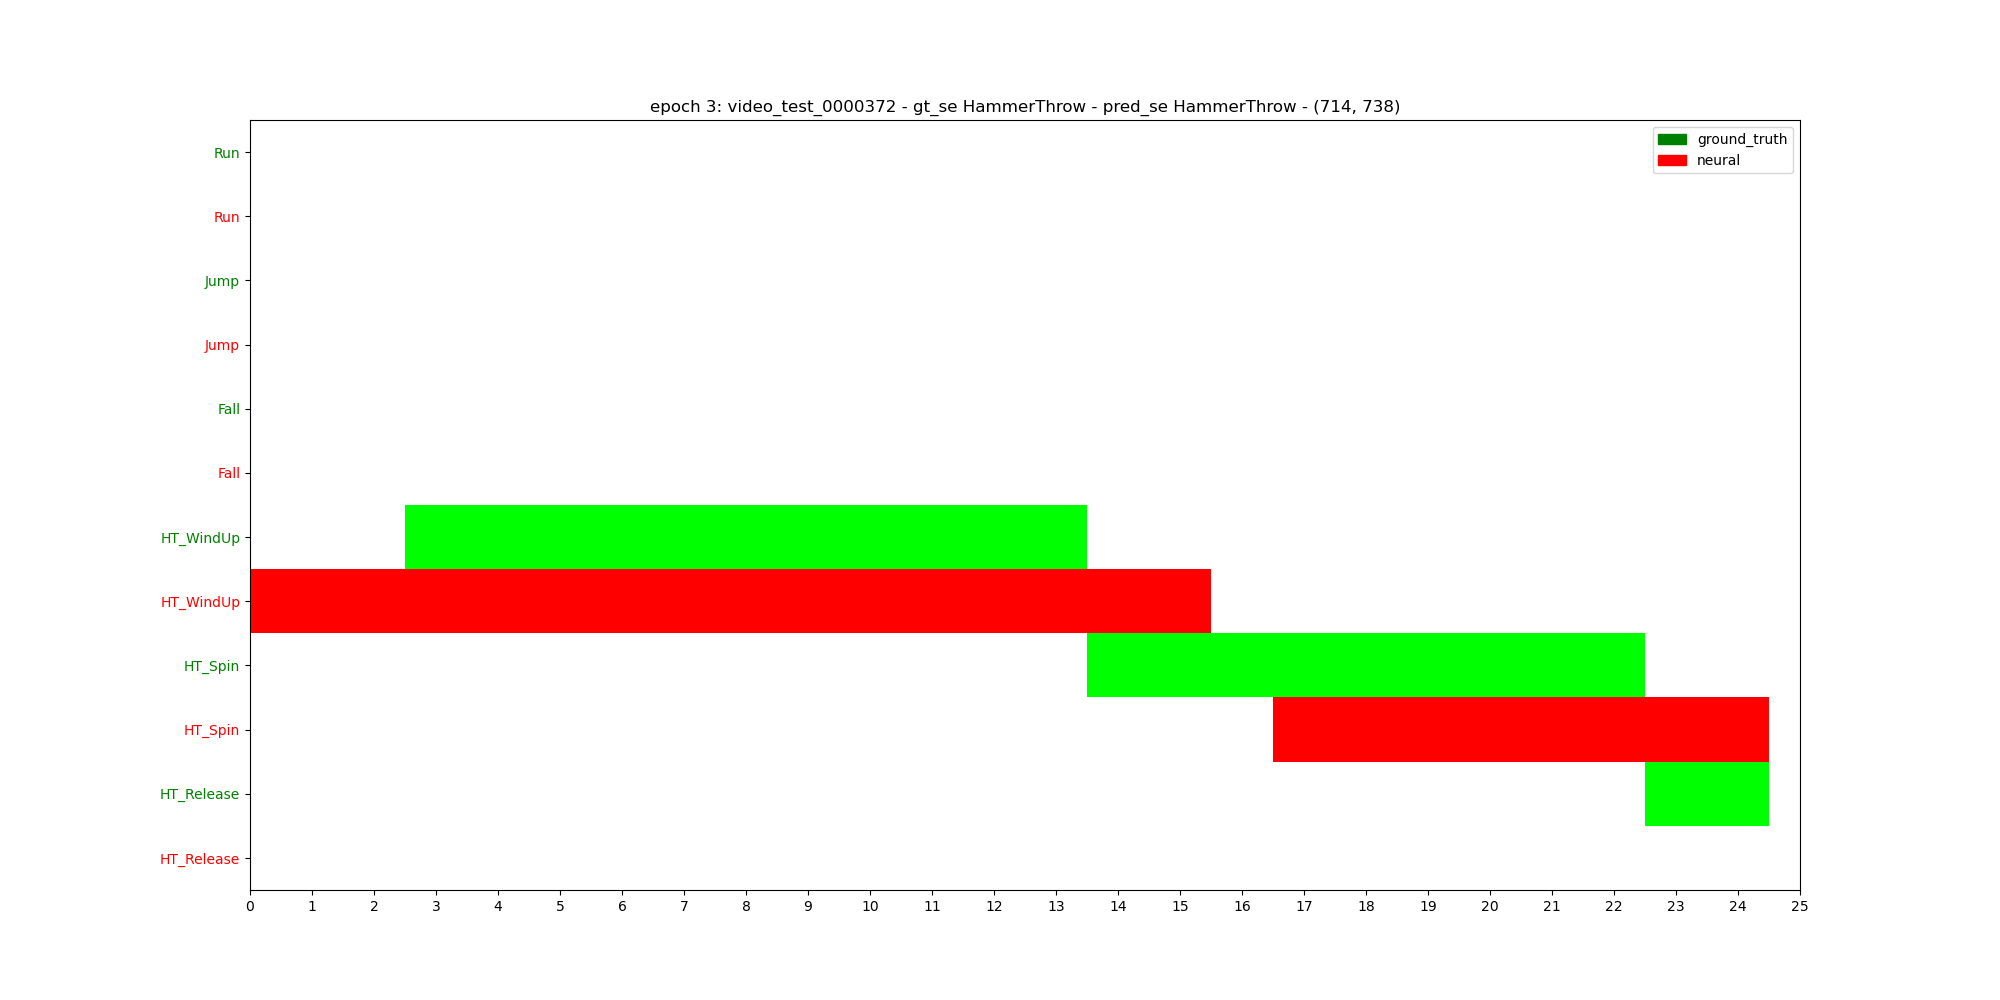 epoch 3: video_test_0000372 - gt_se HammerThrow - pred_se HammerThrow - (714, 738)
ground_truth
neural
Run
Run
Jump
Jump
Fall
Fall
HT_WindUp
HT_WindUp
HT_Spin
HT_Spin
HT_Release
HT_Release
0 1 2 3 4 5 6 7 8 9 10 11 12 13 14 15 16 17 18 19 20 21 22 23 24 25